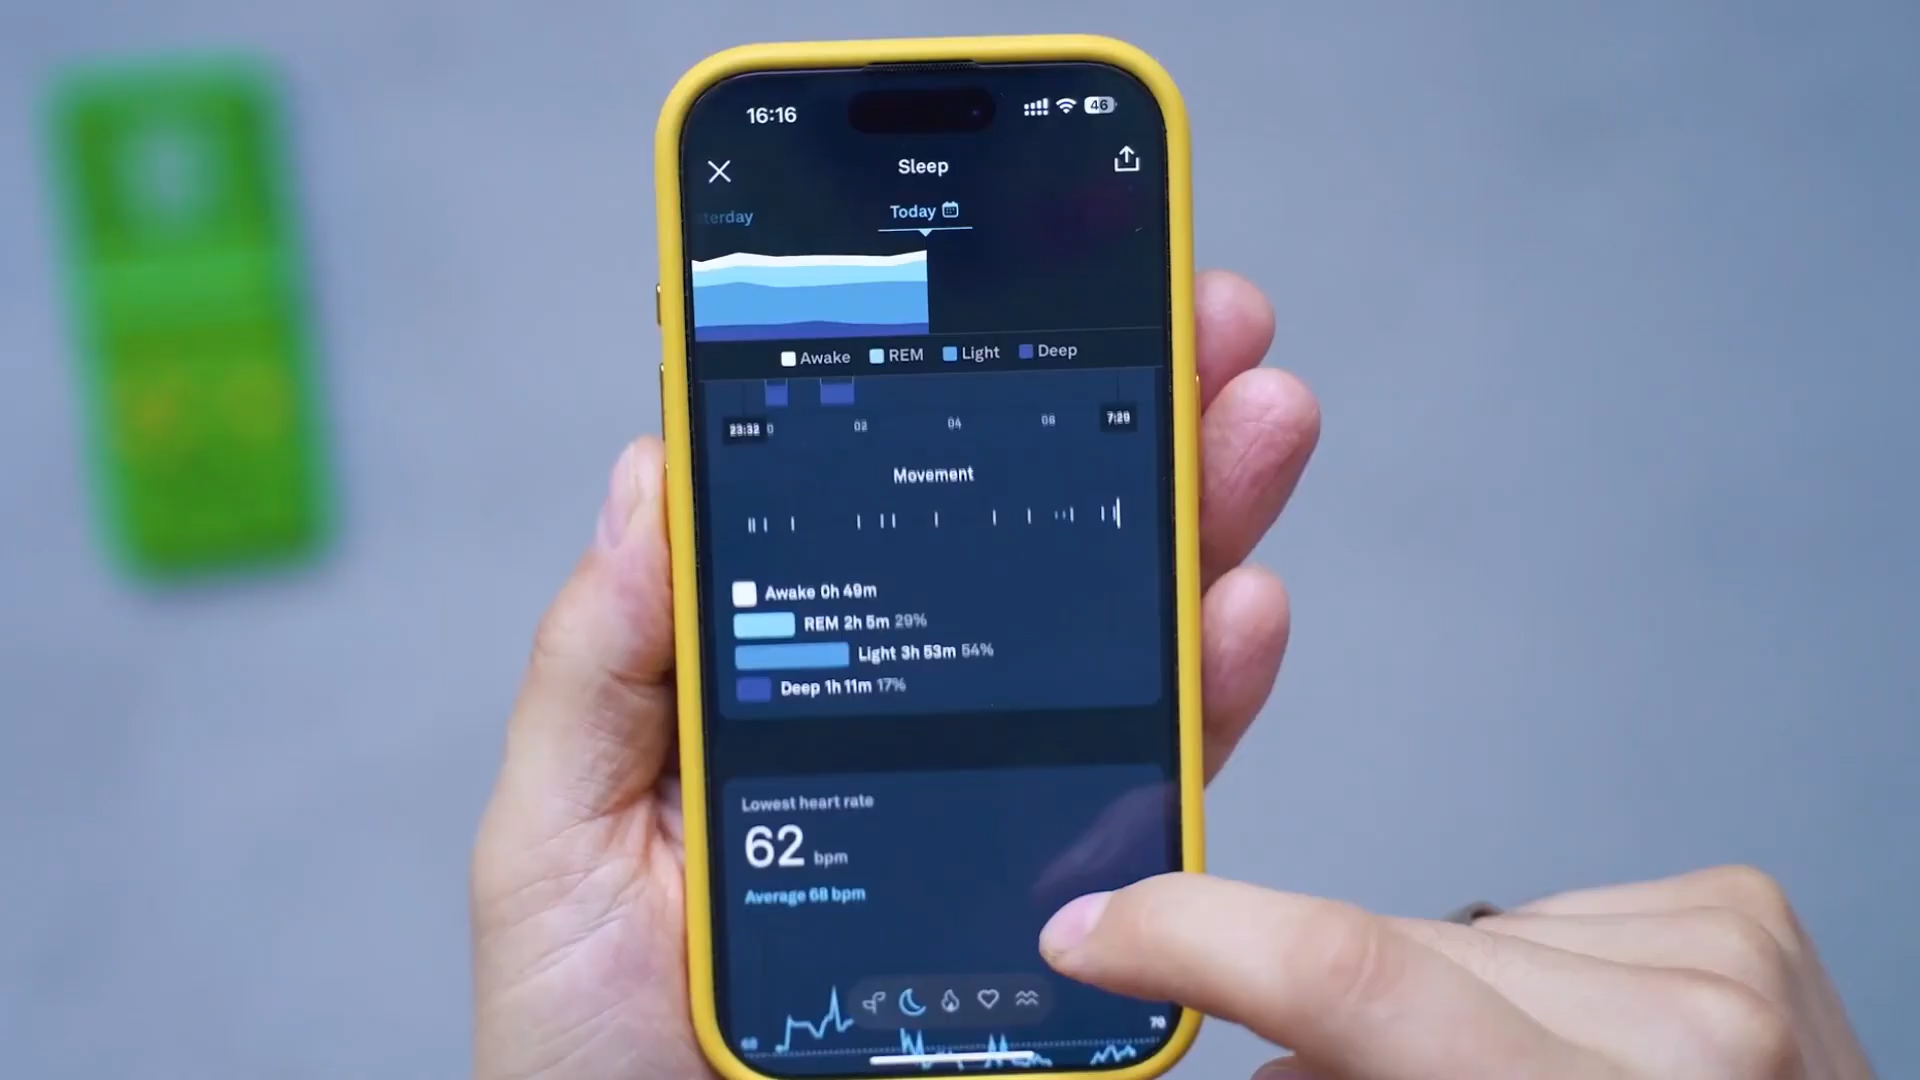 16:16
46
Sleep
terday
Today
Awake REM Light Deep
23:32 0 02 04 06 7:29
Movement
Awake 0h 49m
REM 2h 5m 29%
Light 3h 53m 54%
Deep 1h 11m 17%
Lowest heart rate
62 bpm
Average 68 bpm
70